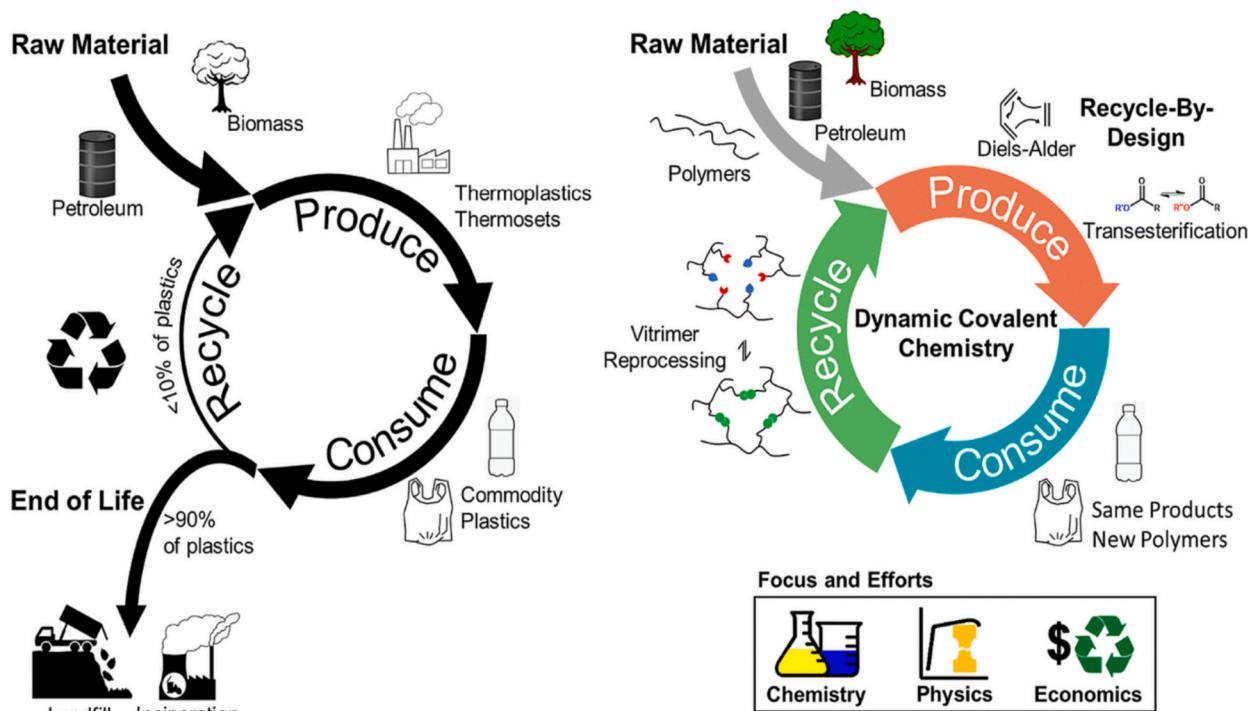 Raw Material
Biomass
Petroleum
Thermoplastics
Thermosets
Produce
Recycle
<10% of plastics
Consume
Commodity
Plastics
End of Life
>90%
of plastics
Landfill
Incineration
Raw Material
Biomass
Petroleum
Polymers
Diels-Alder
Recycle-By-
Design
O
R'O
R
O
R"O
R
Transesterification
Produce
Recycle
Vitrimer
Reprocessing
Dynamic Covalent
Chemistry
Consume
Same Products
New Polymers
Focus and Efforts
$
Chemistry
Physics
Economics